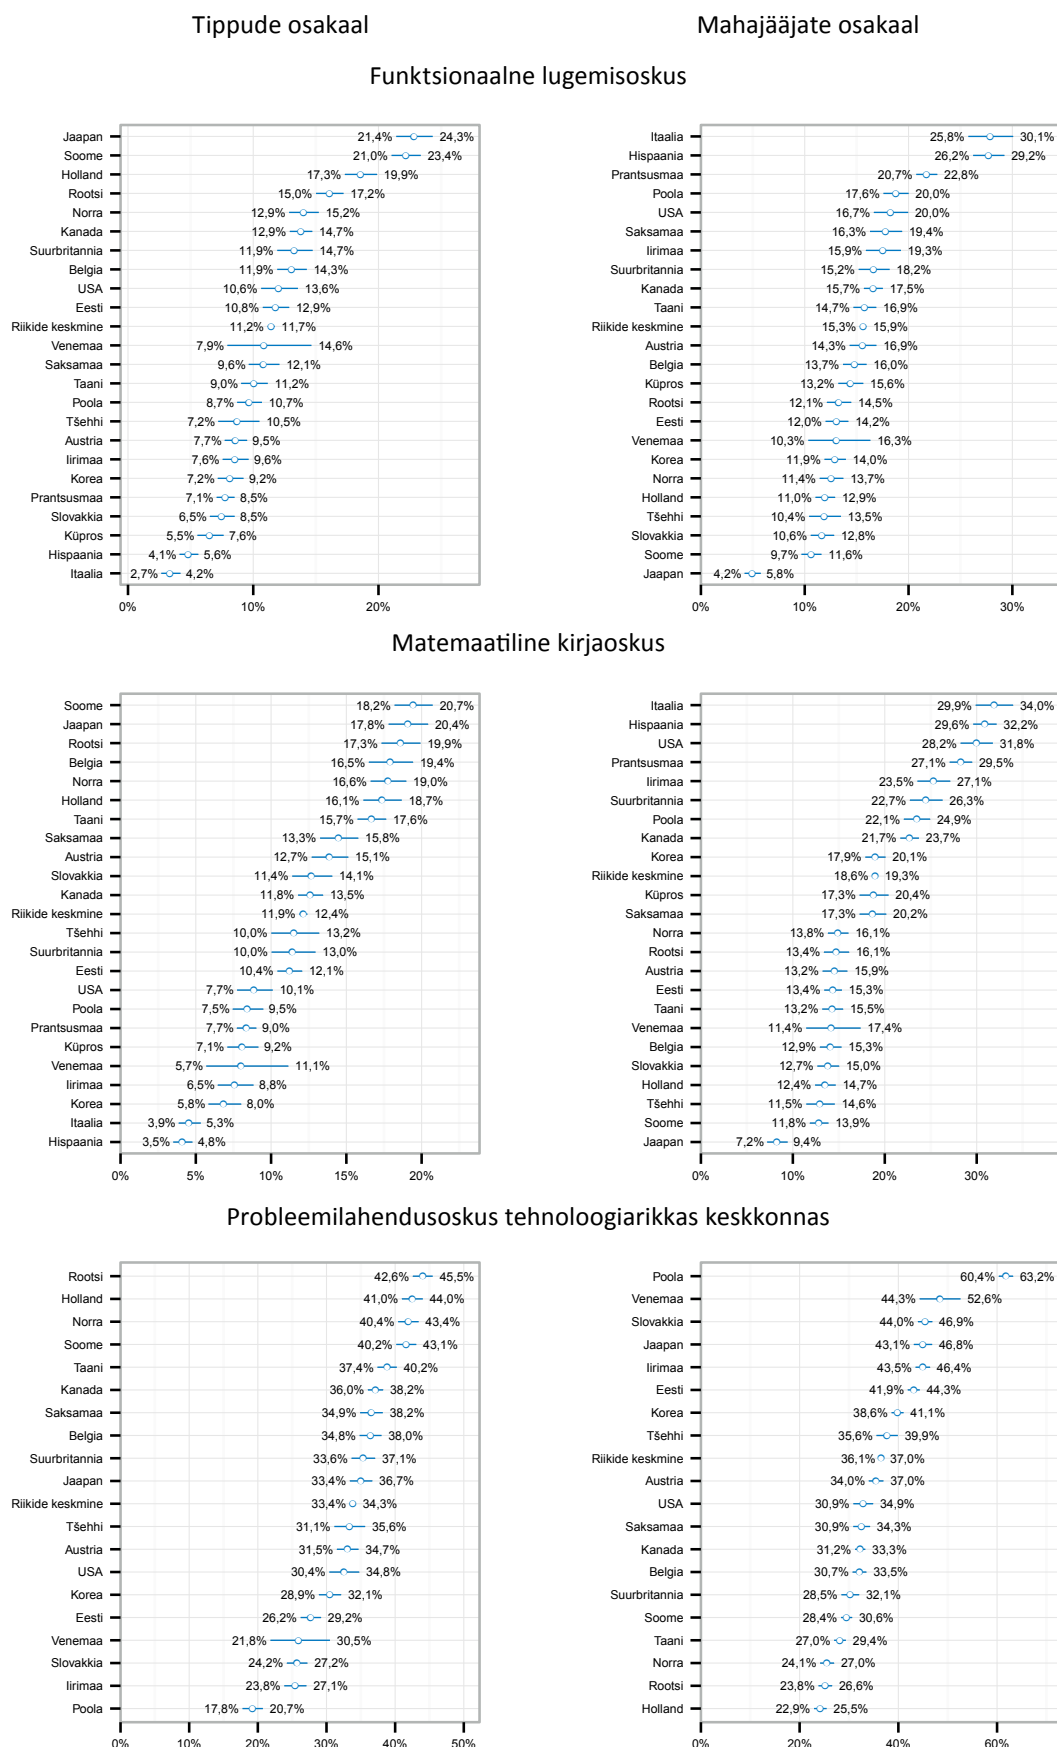 Tippude osakaal
Mahajääjate osakaal
Funktsionaalne lugemisoskus
Jaapan 21,4% 24,3%
Soome 21,0% 23,4%
Holland 17,3% 19,9%
Rootsi 15,0% 17,2%
Norra 12,9% 15,2%
Kanada 12,9% 14,7%
Suurbritannia 11,9% 14,7%
Belgia 11,9% 14,3%
USA 10,6% 13,6%
Eesti 10,8% 12,9%
Riikide keskmine 11,2% 11,7%
Venemaa 7,9% 14,6%
Saksamaa 9,6% 12,1%
Taani 9,0% 11,2%
Poola 8,7% 10,7%
Tšehhi 7,2% 10,5%
Austria 7,7% 9,5%
Iirimaa 7,6% 9,6%
Korea 7,2% 9,2%
Prantsusmaa 7,1% 8,5%
Slovakkia 6,5% 8,5%
Küpros 5,5% 7,6%
Hispaania 4,1% 5,6%
Itaalia 2,7% 4,2%
0% 10% 20%
Itaalia 25,8% 30,1%
Hispaania 26,2% 29,2%
Prantsusmaa 20,7% 22,8%
Poola 17,6% 20,0%
USA 16,7% 20,0%
Saksamaa 16,3% 19,4%
Iirimaa 15,9% 19,3%
Suurbritannia 15,2% 18,2%
Kanada 15,7% 17,5%
Taani 14,7% 16,9%
Riikide keskmine 15,3% 15,9%
Austria 14,3% 16,9%
Belgia 13,7% 16,0%
Küpros 13,2% 15,6%
Rootsi 12,1% 14,5%
Eesti 12,0% 14,2%
Venemaa 10,3% 16,3%
Korea 11,9% 14,0%
Norra 11,4% 13,7%
Holland 11,0% 12,9%
Tšehhi 10,4% 13,5%
Slovakkia 10,6% 12,8%
Soome 9,7% 11,6%
Jaapan 4,2% 5,8%
0% 10% 20% 30%
Matemaatiline kirjaoskus
Soome 18,2% 20,7%
Jaapan 17,8% 20,4%
Rootsi 17,3% 19,9%
Belgia 16,5% 19,4%
Norra 16,6% 19,0%
Holland 16,1% 18,7%
Taani 15,7% 17,6%
Saksamaa 13,3% 15,8%
Austria 12,7% 15,1%
Slovakkia 11,4% 14,1%
Kanada 11,8% 13,5%
Riikide keskmine 11,9% 12,4%
Tšehhi 10,0% 13,2%
Suurbritannia 10,0% 13,0%
Eesti 10,4% 12,1%
USA 7,7% 10,1%
Poola 7,5% 9,5%
Prantsusmaa 7,7% 9,0%
Küpros 7,1% 9,2%
Venemaa 5,7% 11,1%
Iirimaa 6,5% 8,8%
Korea 5,8% 8,0%
Itaalia 3,9% 5,3%
Hispaania 3,5% 4,8%
0% 5% 10% 15% 20%
Itaalia 29,9% 34,0%
Hispaania 29,6% 32,2%
USA 28,2% 31,8%
Prantsusmaa 27,1% 29,5%
Iirimaa 23,5% 27,1%
Suurbritannia 22,7% 26,3%
Poola 22,1% 24,9%
Kanada 21,7% 23,7%
Korea 17,9% 20,1%
Riikide keskmine 18,6% 19,3%
Küpros 17,3% 20,4%
Saksamaa 17,3% 20,2%
Norra 13,8% 16,1%
Rootsi 13,4% 16,1%
Austria 13,2% 15,9%
Eesti 13,4% 15,3%
Taani 13,2% 15,5%
Venemaa 11,4% 17,4%
Belgia 12,9% 15,3%
Slovakkia 12,7% 15,0%
Holland 12,4% 14,7%
Tšehhi 11,5% 14,6%
Soome 11,8% 13,9%
Jaapan 7,2% 9,4%
0% 10% 20% 30%
Probleemilahendusoskus tehnoloogiarikkas keskkonnas
Rootsi 42,6% 45,5%
Holland 41,0% 44,0%
Norra 40,4% 43,4%
Soome 40,2% 43,1%
Taani 37,4% 40,2%
Kanada 36,0% 38,2%
Saksamaa 34,9% 38,2%
Belgia 34,8% 38,0%
Suurbritannia 33,6% 37,1%
Jaapan 33,4% 36,7%
Riikide keskmine 33,4% 34,3%
Tšehhi 31,1% 35,6%
Austria 31,5% 34,7%
USA 30,4% 34,8%
Korea 28,9% 32,1%
Eesti 26,2% 29,2%
Venemaa 21,8% 30,5%
Slovakkia 24,2% 27,2%
Iirimaa 23,8% 27,1%
Poola 17,8% 20,7%
0% 10% 20% 30% 40% 50%
Poola 60,4% 63,2%
Venemaa 44,3% 52,6%
Slovakkia 44,0% 46,9%
Jaapan 43,1% 46,8%
Iirimaa 43,5% 46,4%
Eesti 41,9% 44,3%
Korea 38,6% 41,1%
Tšehhi 35,6% 39,9%
Riikide keskmine 36,1% 37,0%
Austria 34,0% 37,0%
USA 30,9% 34,9%
Saksamaa 30,9% 34,3%
Kanada 31,2% 33,3%
Belgia 30,7% 33,5%
Suurbritannia 28,5% 32,1%
Soome 28,4% 30,6%
Taani 27,0% 29,4%
Norra 24,1% 27,0%
Rootsi 23,8% 26,6%
Holland 22,9% 25,5%
0% 20% 40% 60%